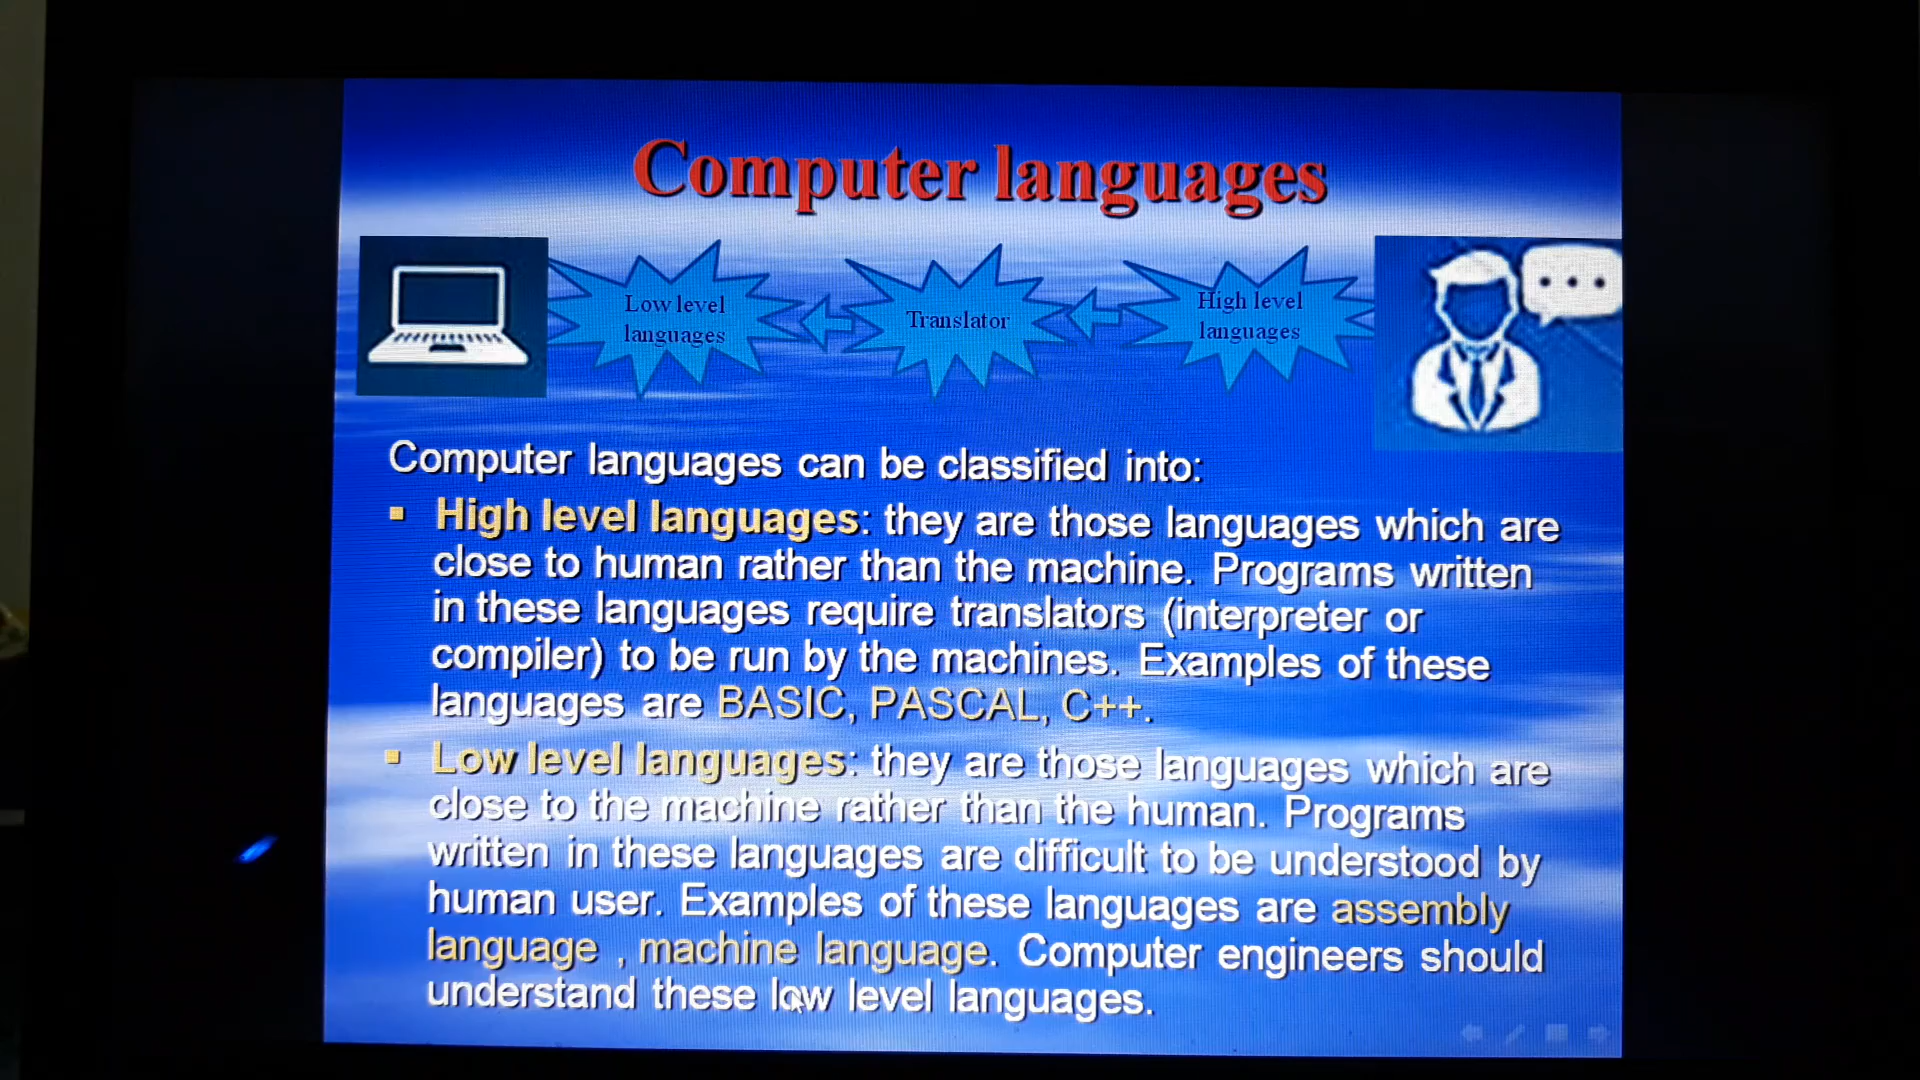 Computer languages
Low level
languages
Translator
High level
languages
Computer languages can be classified into:
▪ High level languages: they are those languages which are
close to human rather than the machine. Programs written
in these languages require translators (interpreter or
compiler) to be run by the machines. Examples of these
languages are BASIC, PASCAL, C++.
▪ Low level languages: they are those languages which are
close to the machine rather than the human. Programs
written in these languages are difficult to be understood by
human user. Examples of these languages are assembly
language , machine language. Computer engineers should
understand these low level languages.